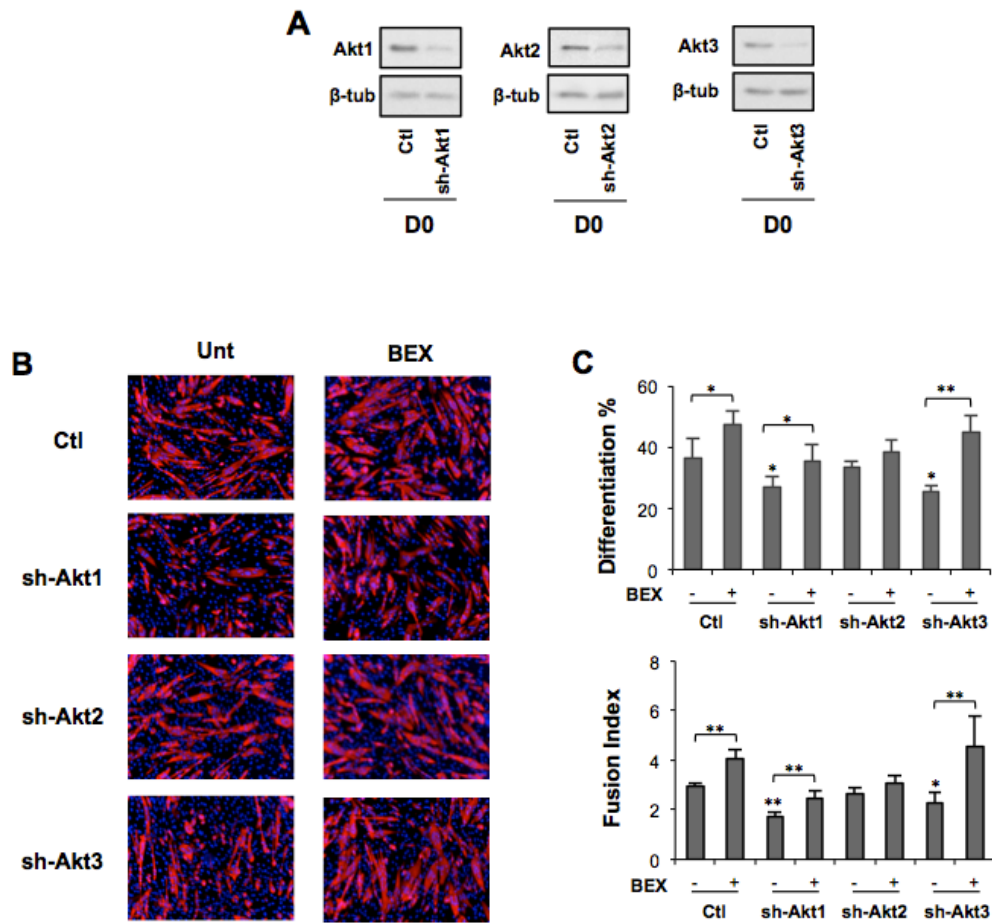 A
Akt1
β-tub
Ctl
sh-Akt1
D0
Akt2
β-tub
Ctl
sh-Akt2
D0
Akt3
β-tub
Ctl
sh-Akt3
D0
B
Unt
BEX
Ctl
sh-Akt1
sh-Akt2
sh-Akt3
C
Differentiation %
60
40
20
0
*
*
*
**
*
BEX
- + - + - + - +
Ctl sh-Akt1 sh-Akt2 sh-Akt3
Fusion Index
8
6
4
2
0
**
**
**
**
*
BEX
- + - + - + - +
Ctl sh-Akt1 sh-Akt2 sh-Akt3